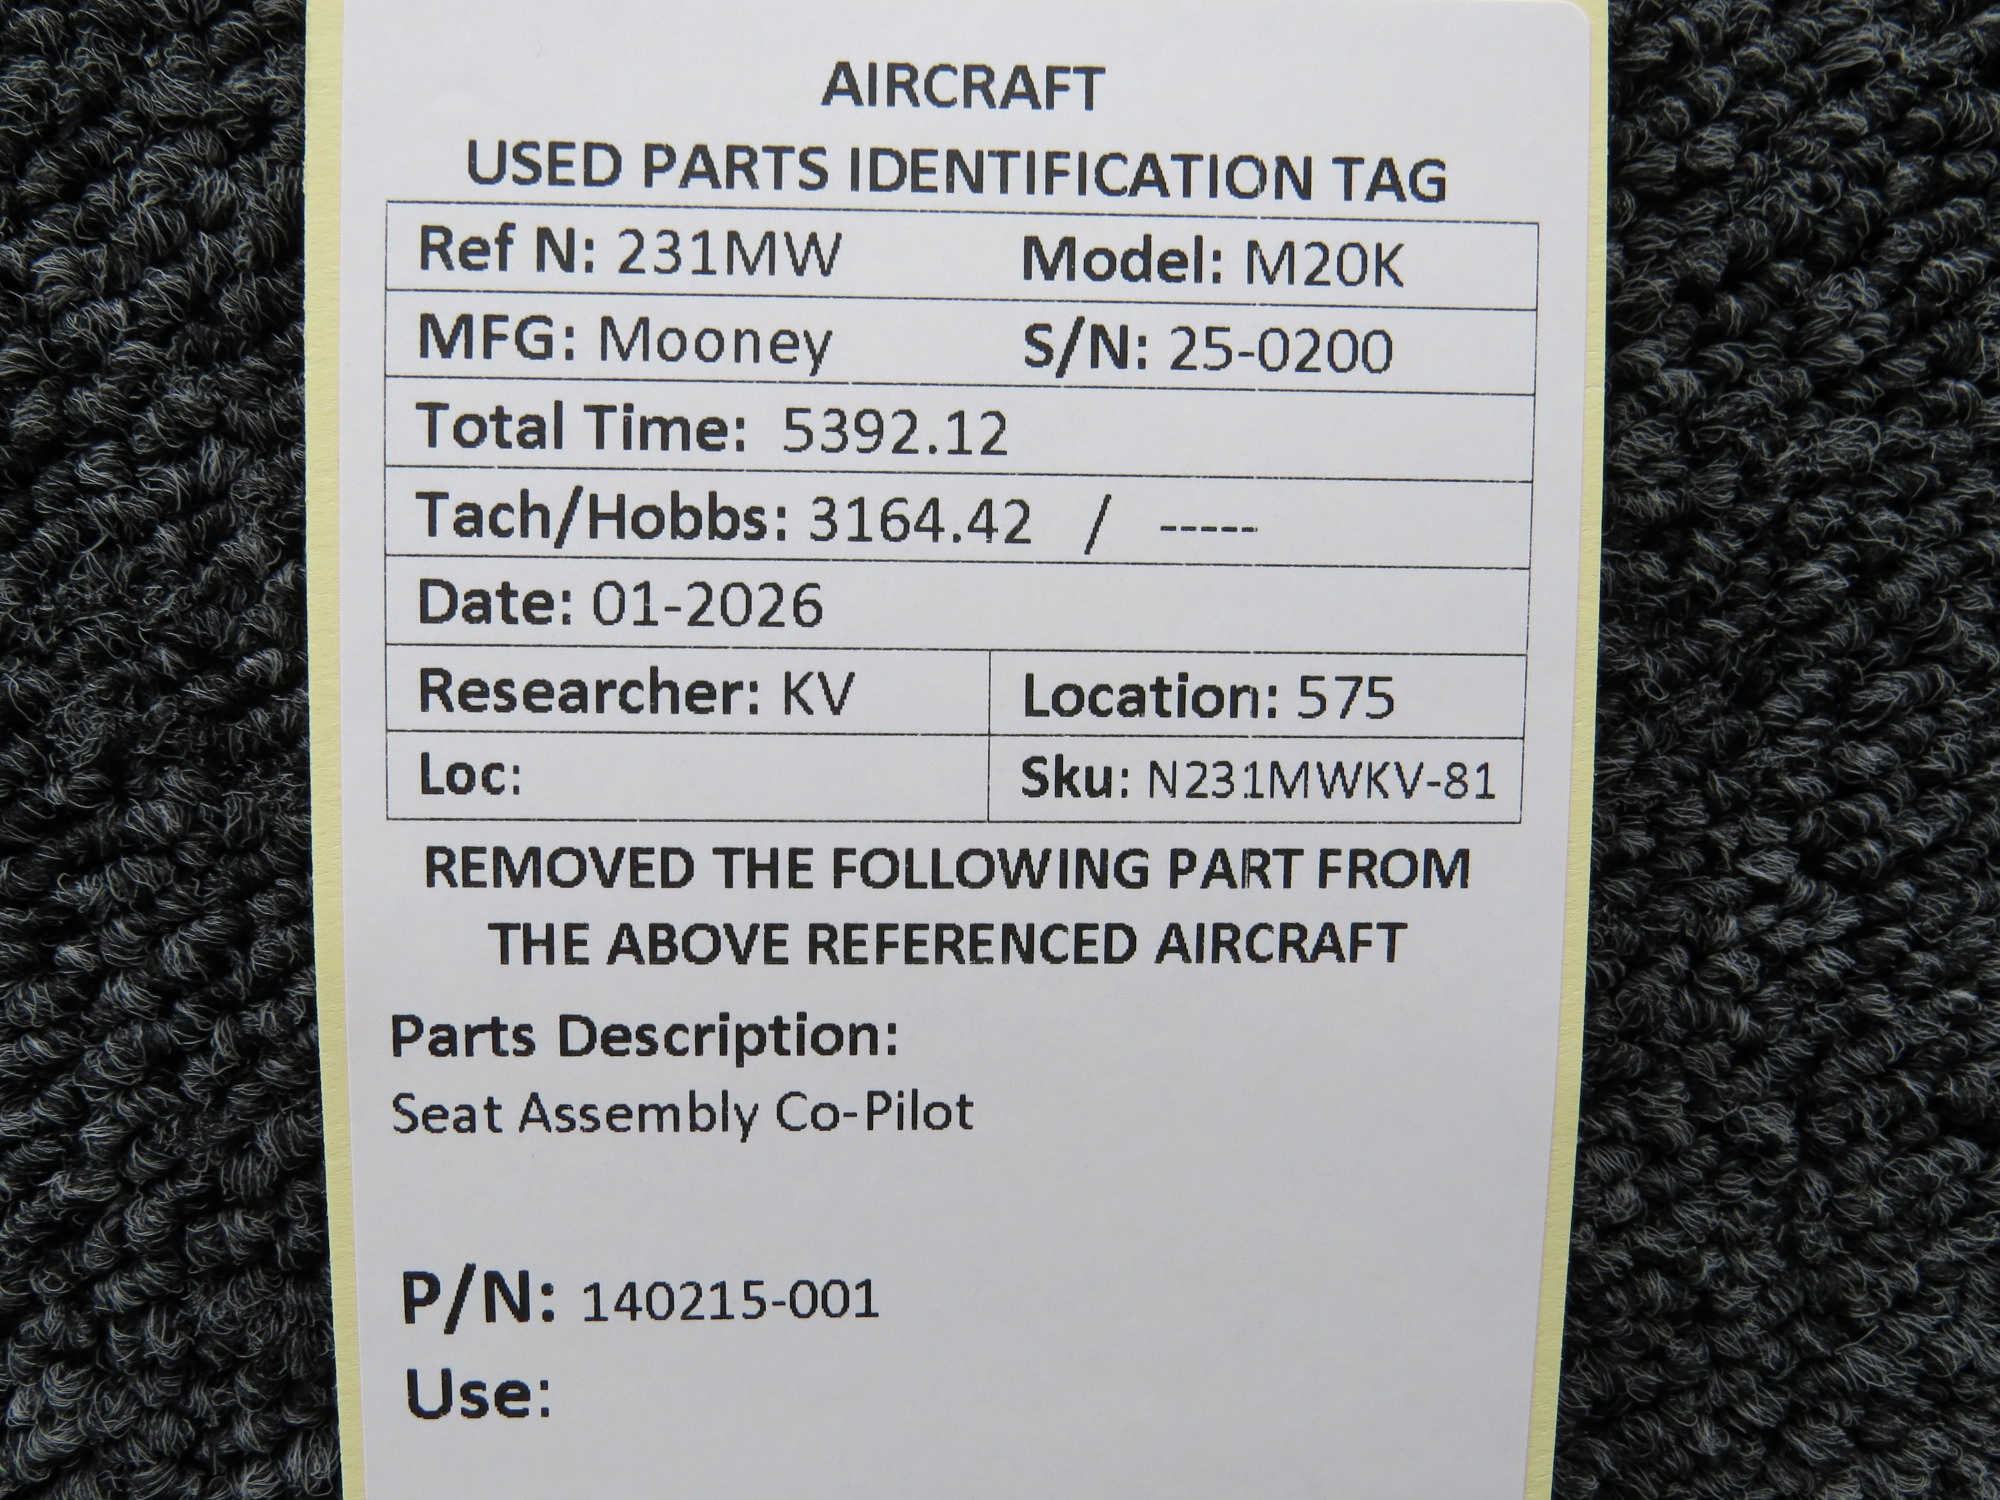 AIRCRAFT
USED PARTS IDENTIFICATION TAG
Ref N: 231MW Model: M20K
MFG: Mooney S/N: 25-0200
Total Time: 5392.12
Tach/Hobbs: 3164.42 / -----
Date: 01-2026
Researcher: KV Location: 575
Loc: Sku: N231MWKV-81
REMOVED THE FOLLOWING PART FROM
THE ABOVE REFERENCED AIRCRAFT
Parts Description:
Seat Assembly Co-Pilot
P/N: 140215-001
Use: